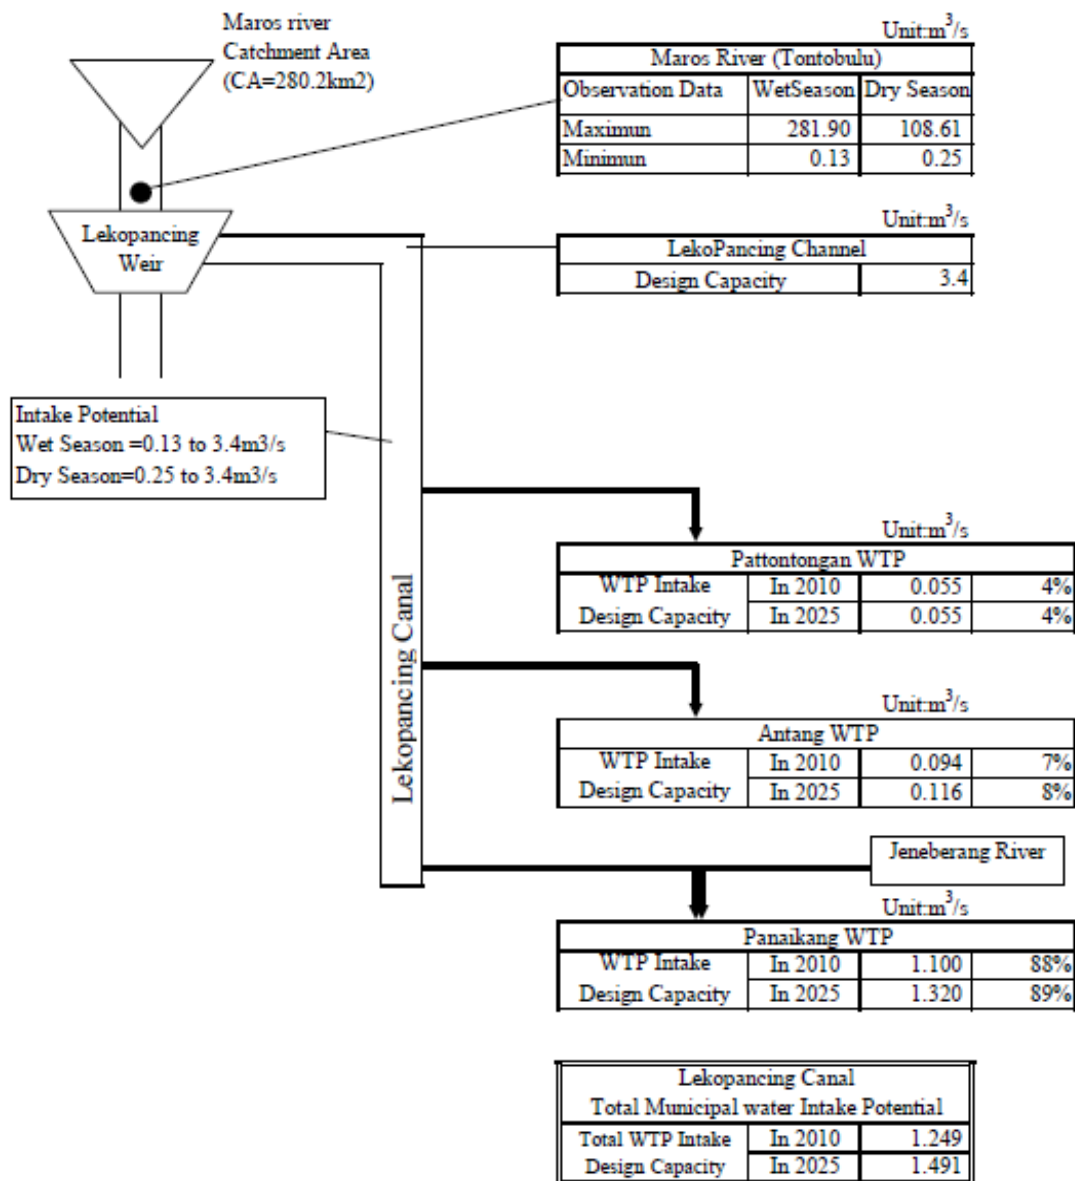 Maros river
Catchment Area
(CA=280.2km2)
Unit:m³/s
Maros River (Tontobulu)
Observation Data WetSeason Dry Season
Maximun 281.90 108.61
Minimun 0.13 0.25
Lekopancing
Weir
Unit:m³/s
LekoPancing Channel
Design Capacity 3.4
Intake Potential
Wet Season =0.13 to 3.4m3/s
Dry Season=0.25 to 3.4m3/s
Lekopancing Canal
Unit:m³/s
Pattontongan WTP
WTP Intake In 2010 0.055 4%
Design Capacity In 2025 0.055 4%
Unit:m³/s
Antang WTP
WTP Intake In 2010 0.094 7%
Design Capacity In 2025 0.116 8%
Jeneberang River
Unit:m³/s
Panaikang WTP
WTP Intake In 2010 1.100 88%
Design Capacity In 2025 1.320 89%
Lekopancing Canal
Total Municipal water Intake Potential
Total WTP Intake In 2010 1.249
Design Capacity In 2025 1.491